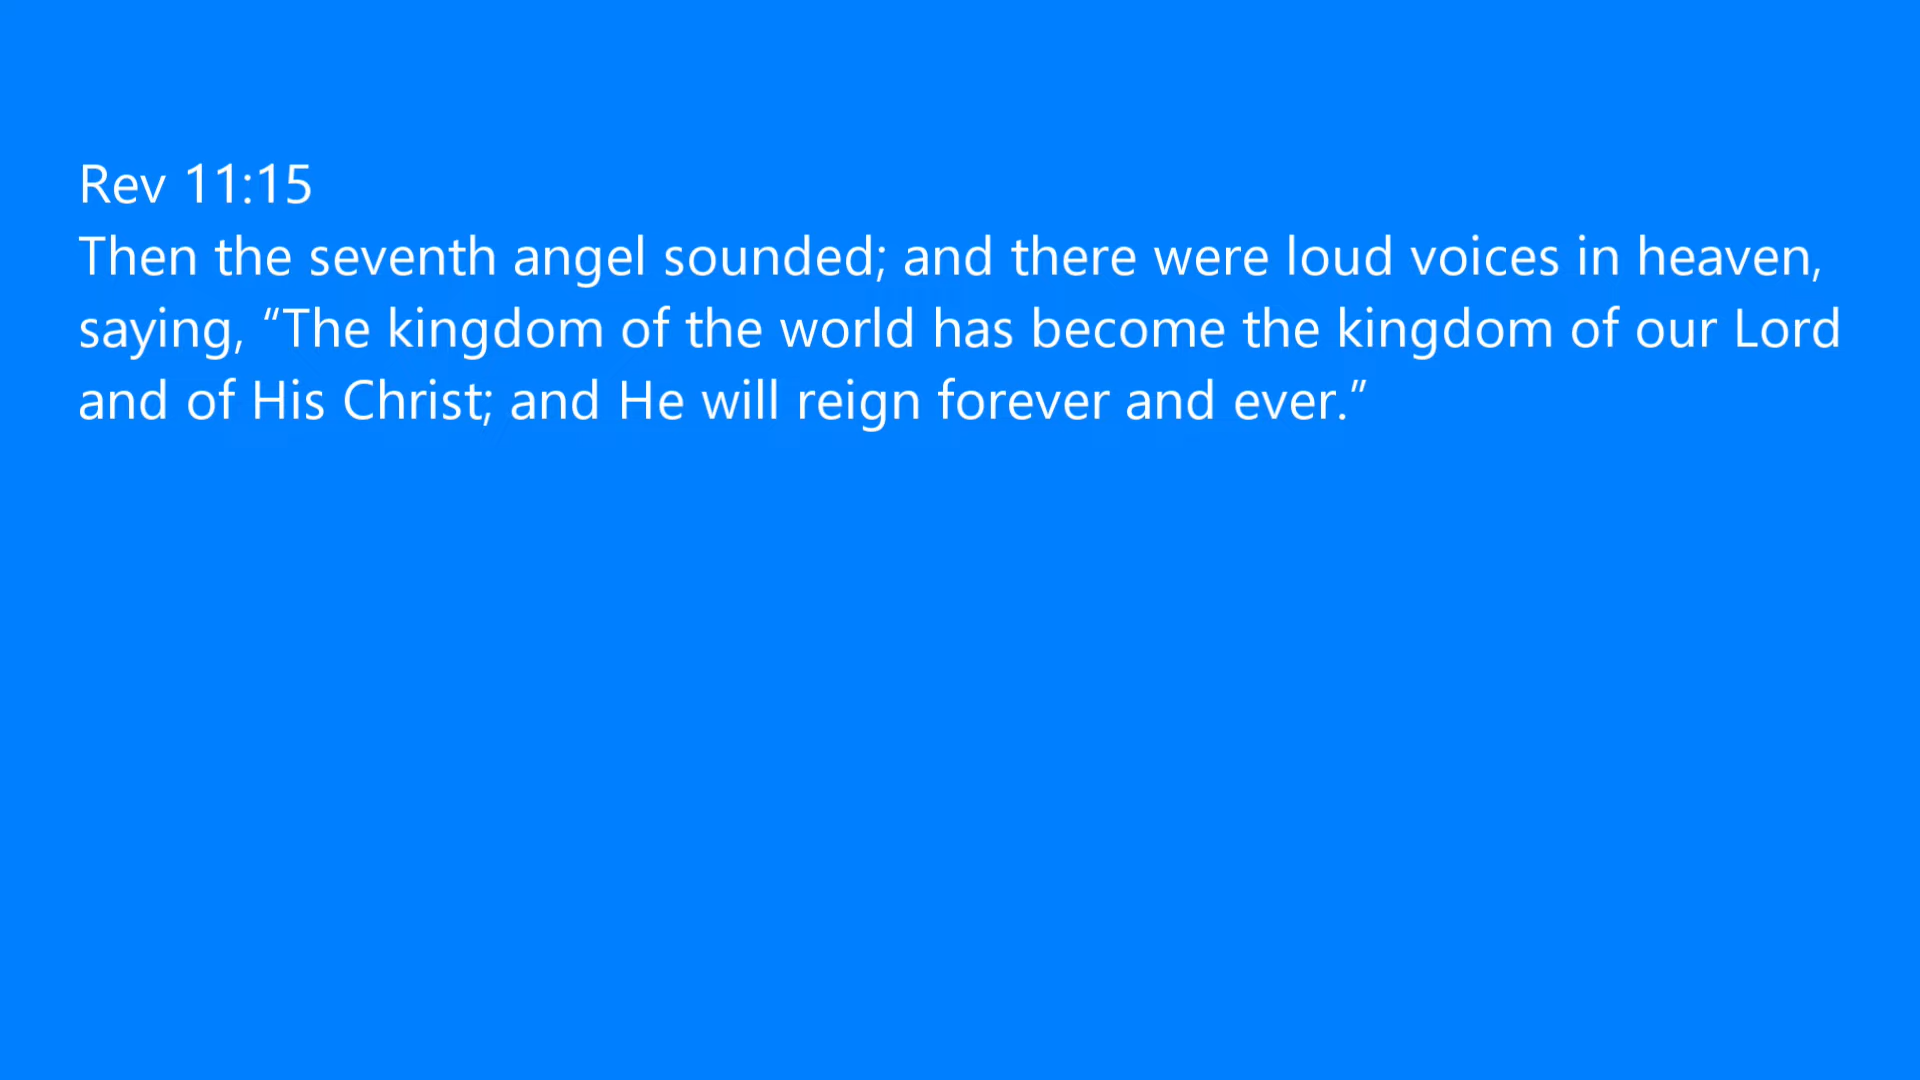 Rev 11:15
Then the seventh angel sounded; and there were loud voices in heaven,
saying, “The kingdom of the world has become the kingdom of our Lord
and of His Christ; and He will reign forever and ever.”